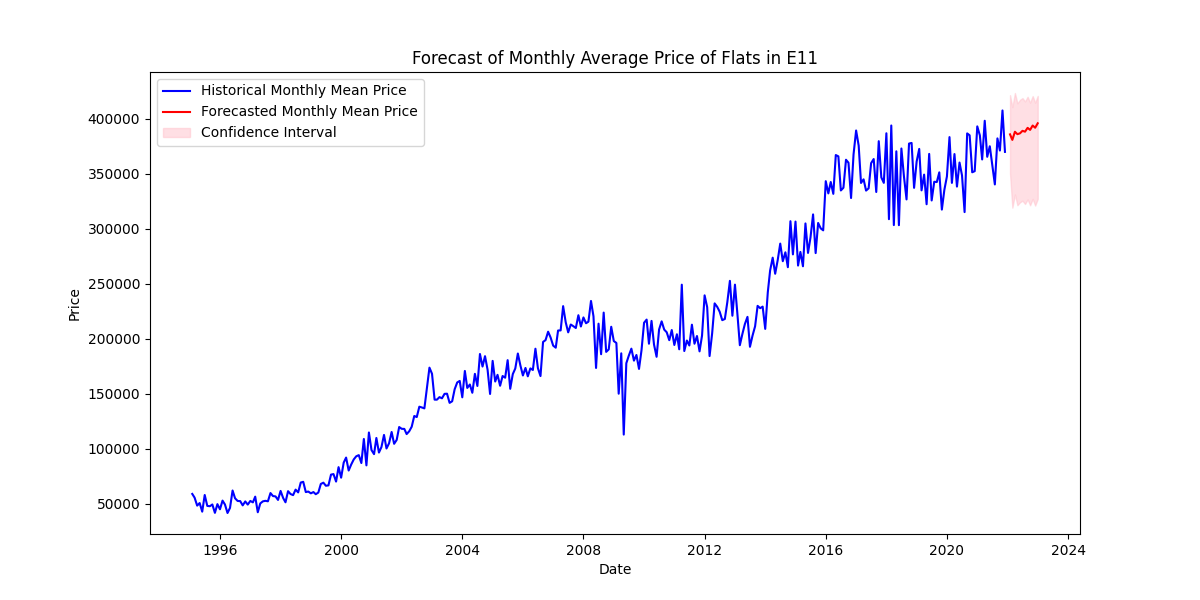 Forecast of Monthly Average Price of Flats in E11
Historical Monthly Mean Price
Forecasted Monthly Mean Price
Confidence Interval
400000
350000
300000
250000
200000
150000
100000
50000
Price
1996 2000 2004 2008 2012 2016 2020 2024
Date